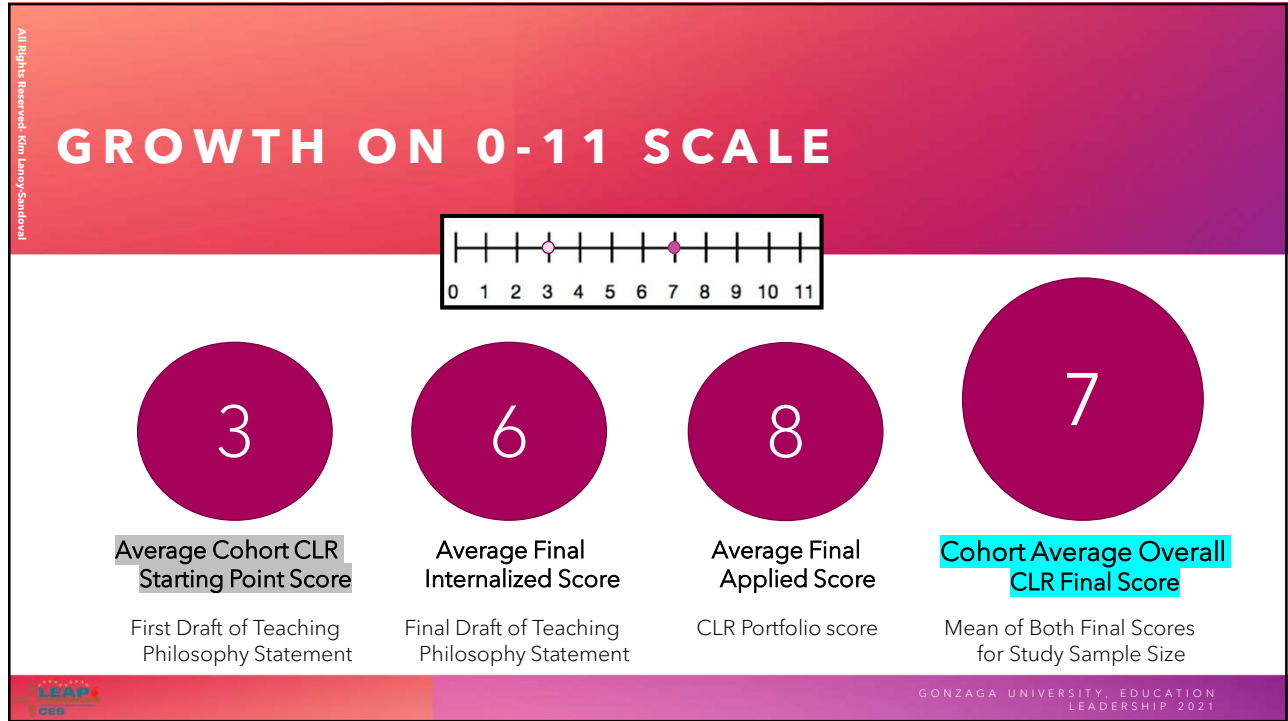 All Rights Reserved- Kim Lanoy-Sandoval
GROWTH ON 0-11 SCALE
0 1 2 3 4 5 6 7 8 9 10 11
3
Average Cohort CLR
Starting Point Score
First Draft of Teaching
Philosophy Statement
6
Average Final
Internalized Score
Final Draft of Teaching
Philosophy Statement
8
Average Final
Applied Score
CLR Portfolio score
7
Cohort Average Overall
CLR Final Score
Mean of Both Final Scores
for Study Sample Size
LEAP
CES
GONZAGA UNIVERSITY, EDUCATION
LEADERSHIP 2021